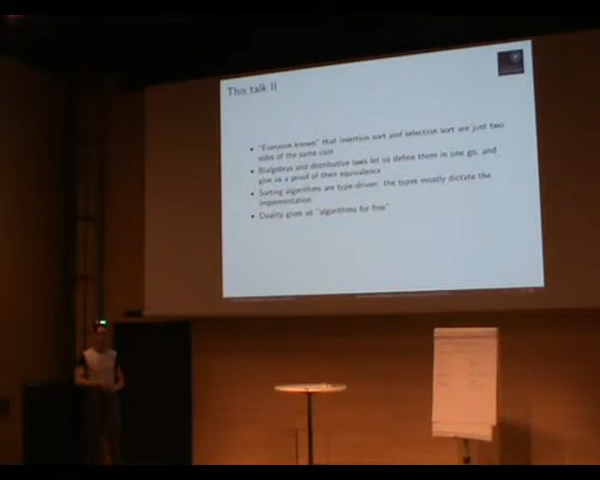 This talk II
• "Everyone knows" that insertion sort and selection sort are just two
sides of the same coin
• Bialgebras and distributive laws let us define them in one go, and
give us a proof of their equivalence
• Sorting algorithms are type-driven: the types mostly dictate the
implementation
• Duality gives us "algorithms for free"